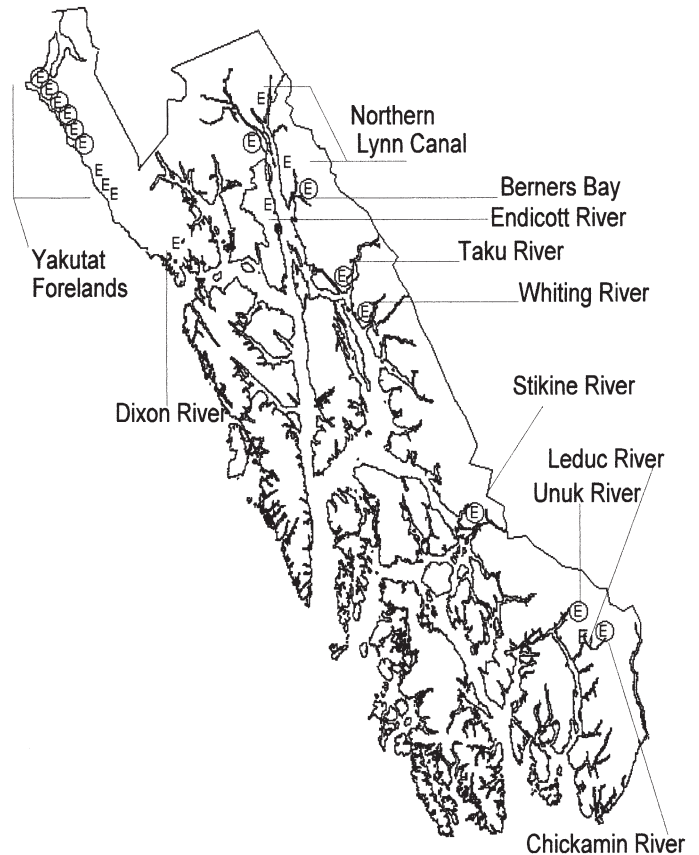 E
E
E
E
E
E
E
E
E
E
Northern
Lynn Canal
E
E
E
Berners Bay
E
Endicott River
E
Taku River
Yakutat
Forelands
E
Whiting River
E
Dixon River
Stikine River
Leduc River
Unuk River
E
E
E
E
Chickamin River